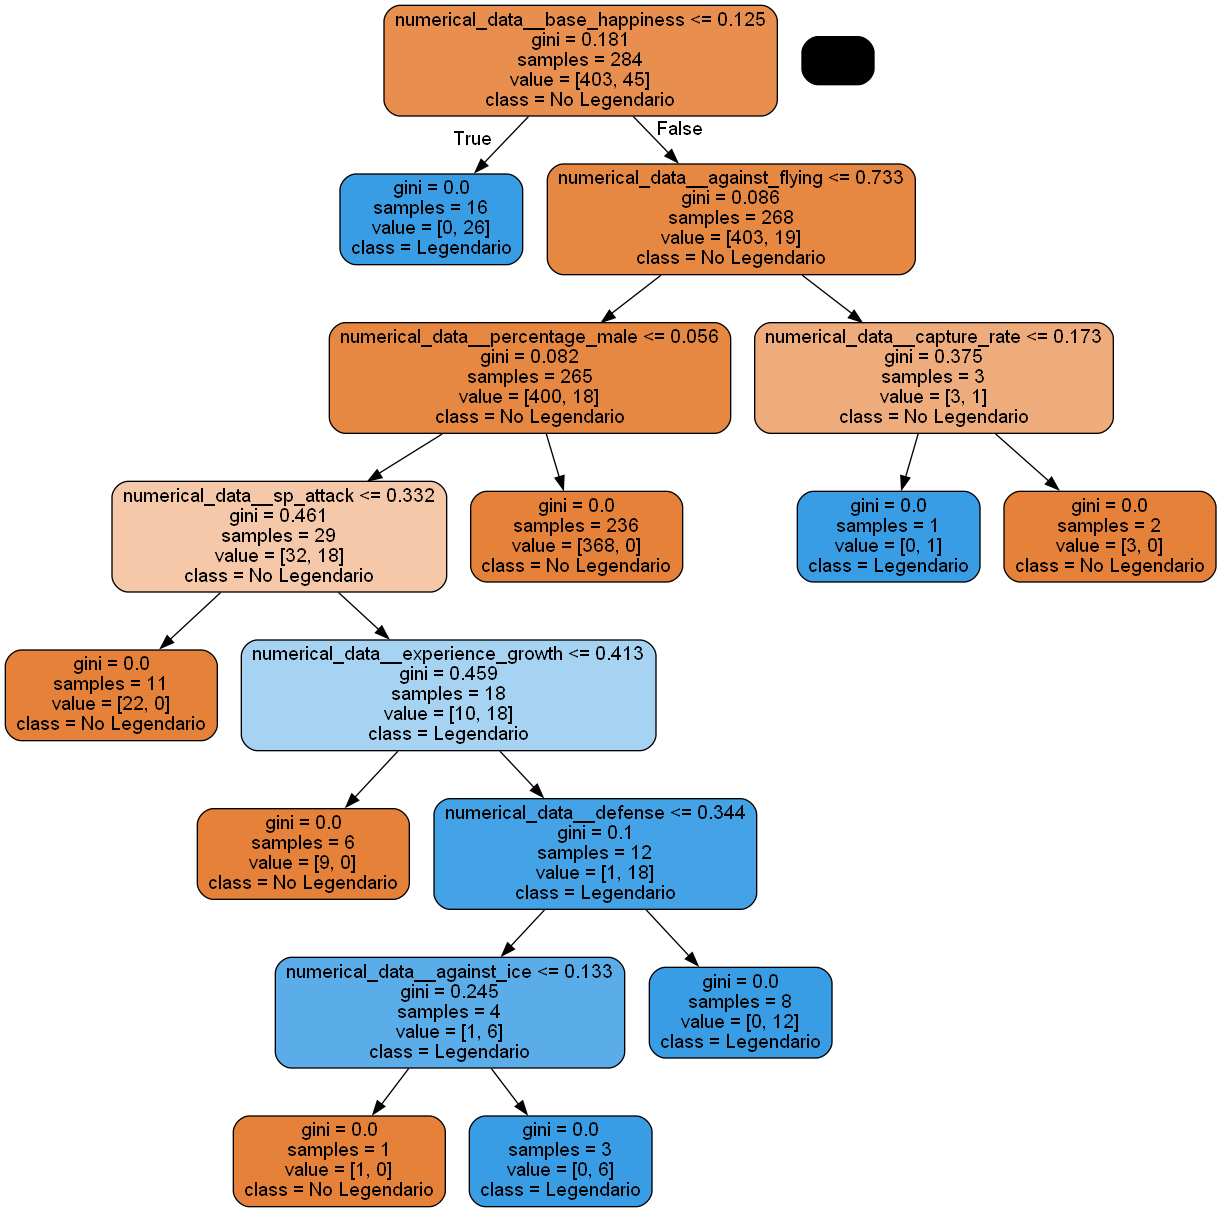 numerical_data__base_happiness <= 0.125
gini = 0.181
samples = 284
value = [403, 45]
class = No Legendario
True
False
gini = 0.0
samples = 16
value = [0, 26]
class = Legendario
numerical_data__against_flying <= 0.733
gini = 0.086
samples = 268
value = [403, 19]
class = No Legendario
numerical_data__percentage_male <= 0.056
gini = 0.082
samples = 265
value = [400, 18]
class = No Legendario
numerical_data__capture_rate <= 0.173
gini = 0.375
samples = 3
value = [3, 1]
class = No Legendario
numerical_data__sp_attack <= 0.332
gini = 0.461
samples = 29
value = [32, 18]
class = No Legendario
gini = 0.0
samples = 236
value = [368, 0]
class = No Legendario
gini = 0.0
samples = 1
value = [0, 1]
class = Legendario
gini = 0.0
samples = 2
value = [3, 0]
class = No Legendario
gini = 0.0
samples = 11
value = [22, 0]
class = No Legendario
numerical_data__experience_growth <= 0.413
gini = 0.459
samples = 18
value = [10, 18]
class = Legendario
gini = 0.0
samples = 6
value = [9, 0]
class = No Legendario
numerical_data__defense <= 0.344
gini = 0.1
samples = 12
value = [1, 18]
class = Legendario
numerical_data__against_ice <= 0.133
gini = 0.245
samples = 4
value = [1, 6]
class = Legendario
gini = 0.0
samples = 8
value = [0, 12]
class = Legendario
gini = 0.0
samples = 1
value = [1, 0]
class = No Legendario
gini = 0.0
samples = 3
value = [0, 6]
class = Legendario